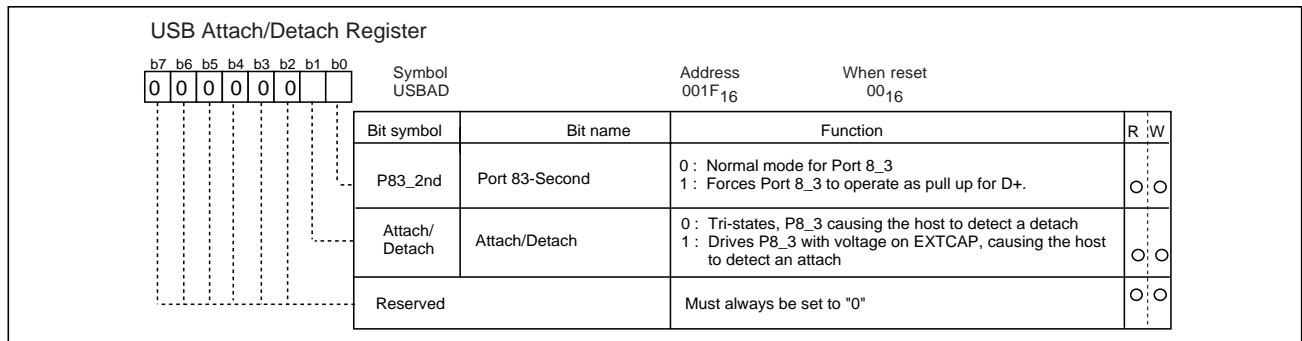 USB Attach/Detach Register
b7 b6 b5 b4 b3 b2 b1 b0
0 0 0 0 0 0
Symbol Address When reset
USBAD 001F16 0016
Bit symbol Bit name Function R W
P83_2nd Port 83-Second 0 : Normal mode for Port 8_3
1 : Forces Port 8_3 to operate as pull up for D+.
Attach/
Detach Attach/Detach 0 : Tri-states, P8_3 causing the host to detect a detach
1 : Drives P8_3 with voltage on EXTCAP, causing the host
to detect an attach
Reserved Must always be set to "0"